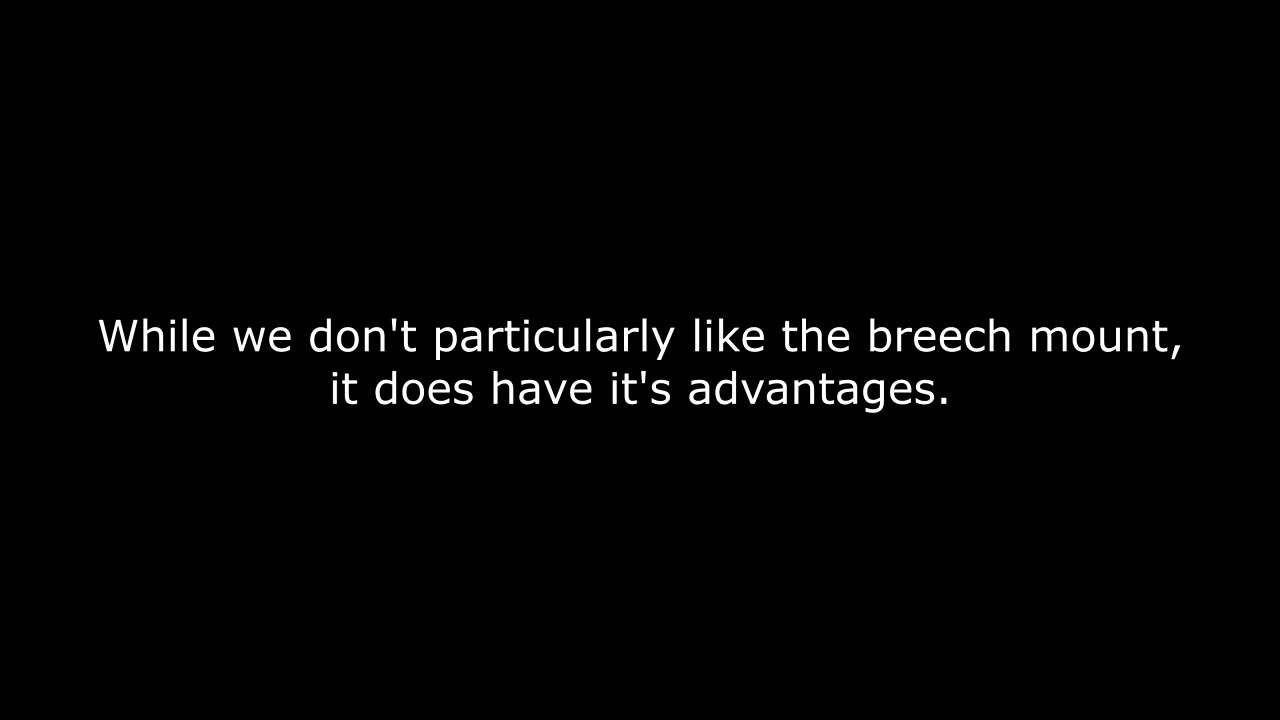 While we don't particularly like the breech mount,
it does have it's advantages.